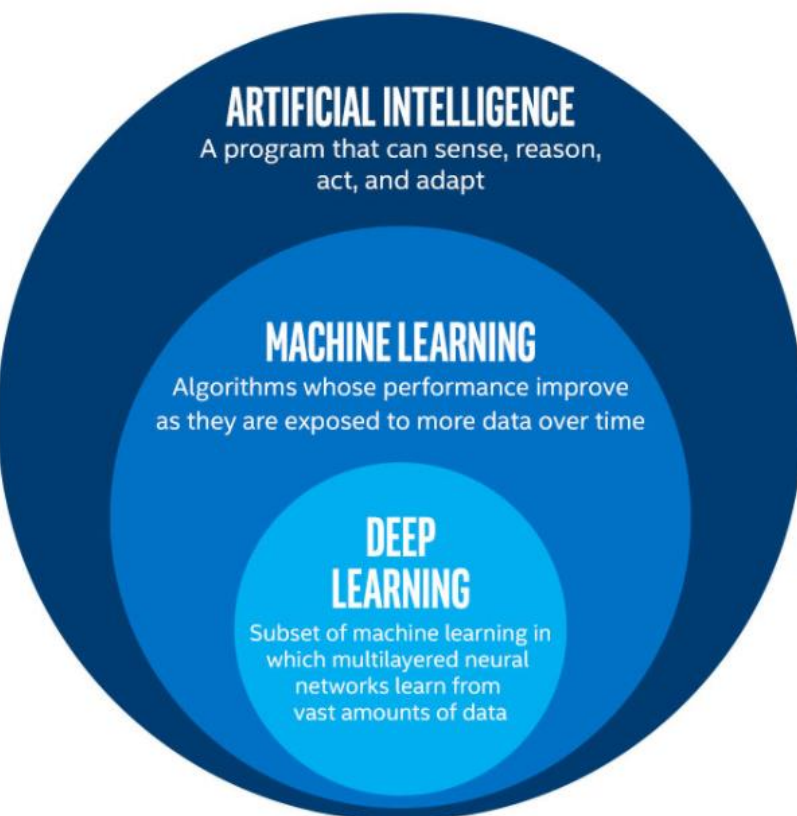 ARTIFICIAL INTELLIGENCE
A program that can sense, reason,
act, and adapt
MACHINE LEARNING
Algorithms whose performance improve
as they are exposed to more data over time
DEEP
LEARNING
Subset of machine learning in
which multilayered neural
networks learn from
vast amounts of data